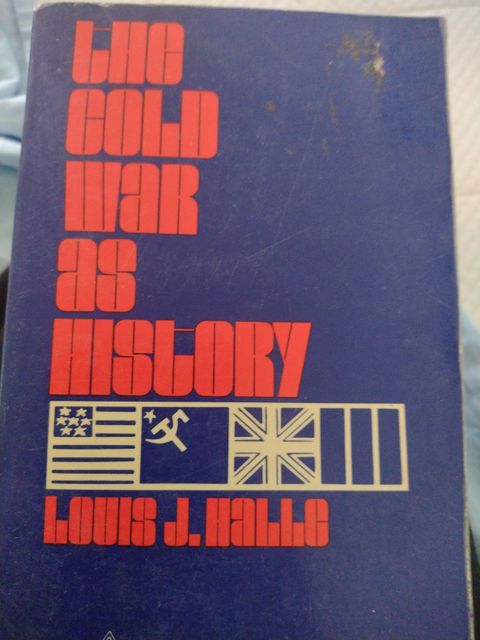 the
cold
war
as
history
Louis J. Halle